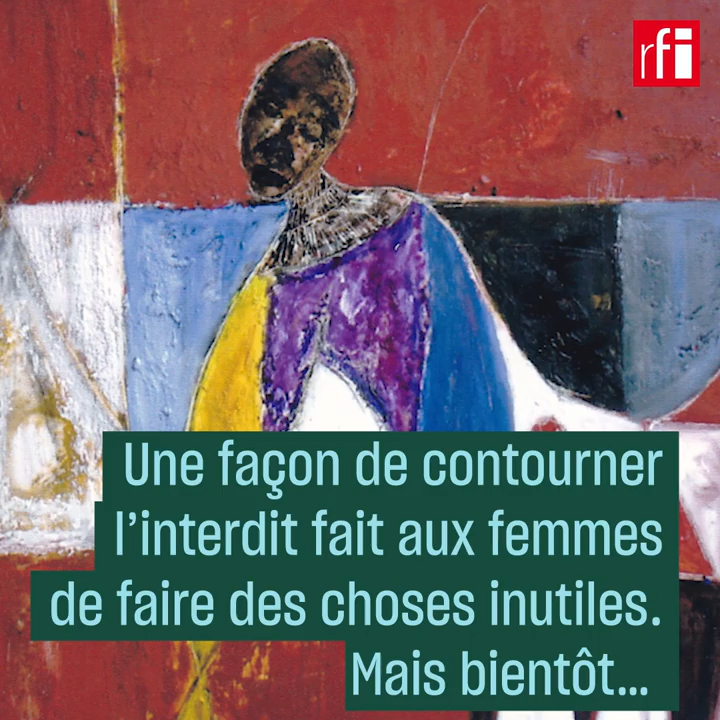 rfi
Une façon de contourner
l’interdit fait aux femmes
de faire des choses inutiles.
Mais bientôt...